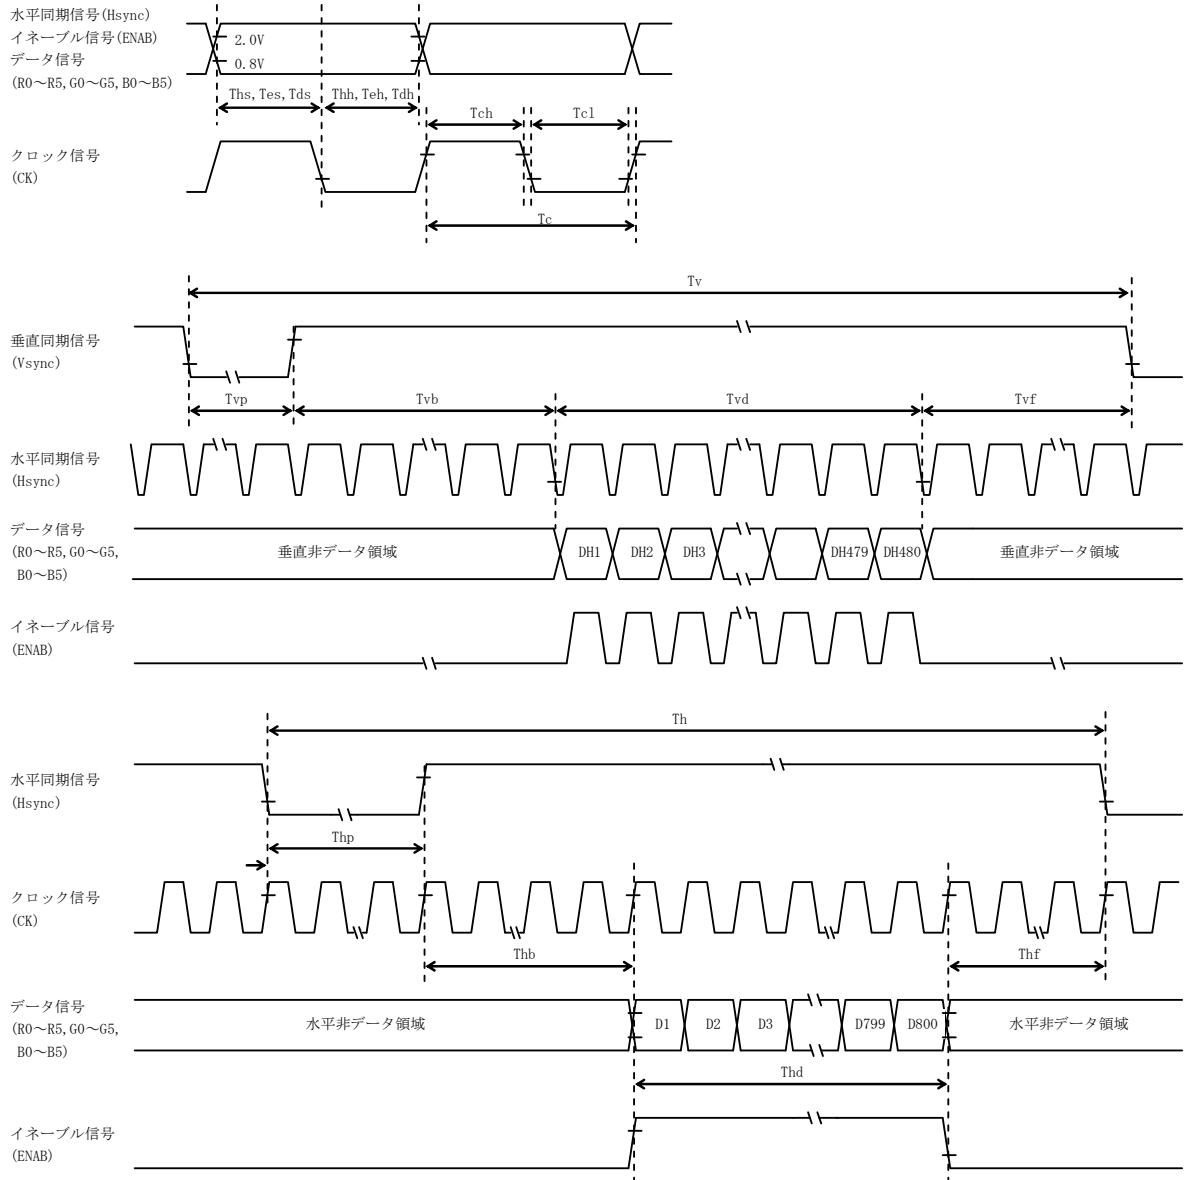 水平同期信号(Hsync)
イネーブル信号(ENAB)
データ信号
(R0～R5,G0～G5,B0～B5)
2.0V
0.8V
Ths,Tes,Tds
Thh,Teh,Tdh
Tch
Tcl
クロック信号
(CK)
Tc
Tv
垂直同期信号
(Vsync)
Tvp
Tvb
Tvd
Tvf
水平同期信号
(Hsync)
データ信号
(R0～R5,G0～G5,
B0～B5)
垂直非データ領域
DH1
DH2
DH3
DH479
DH480
垂直非データ領域
イネーブル信号
(ENAB)
Th
水平同期信号
(Hsync)
Thp
クロック信号
(CK)
Thb
Thf
データ信号
(R0～R5,G0～G5,
B0～B5)
水平非データ領域
D1
D2
D3
D799
D800
水平非データ領域
Thd
イネーブル信号
(ENAB)